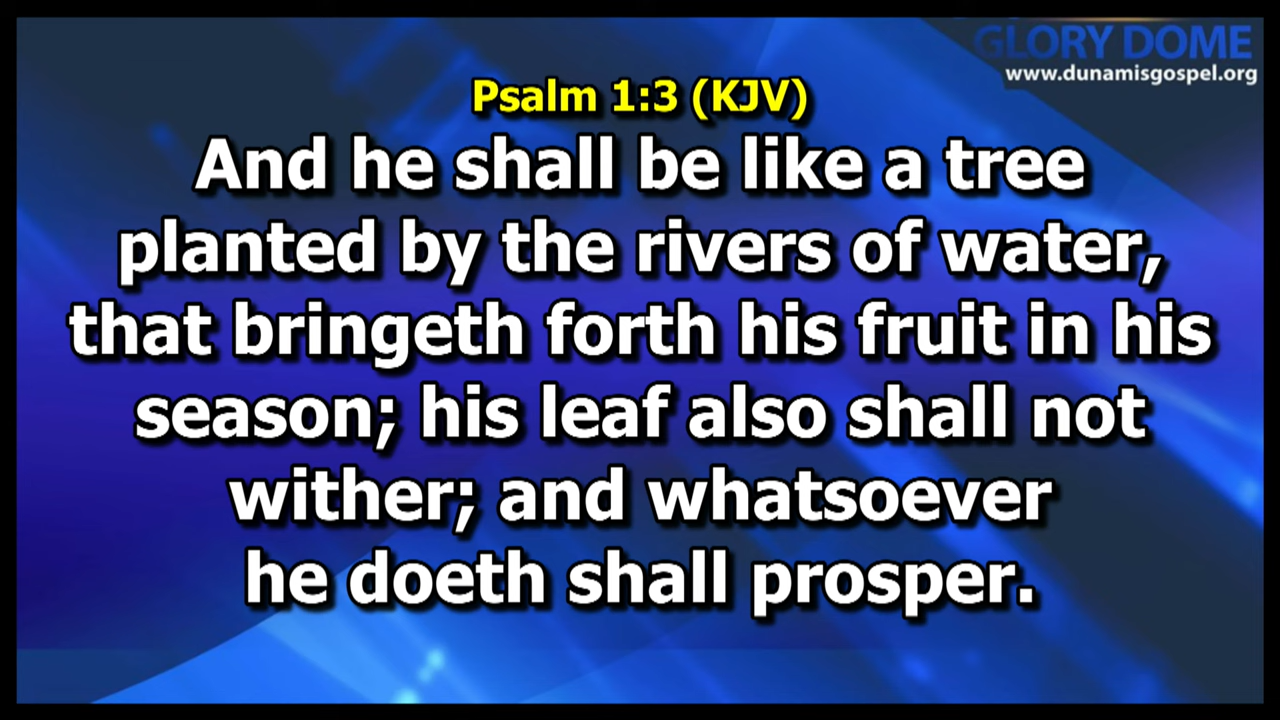 GLORY DOME
www.dunamisgospel.org
Psalm 1:3 (KJV)
And he shall be like a tree
planted by the rivers of water,
that bringeth forth his fruit in his
season; his leaf also shall not
wither; and whatsoever
he doeth shall prosper.